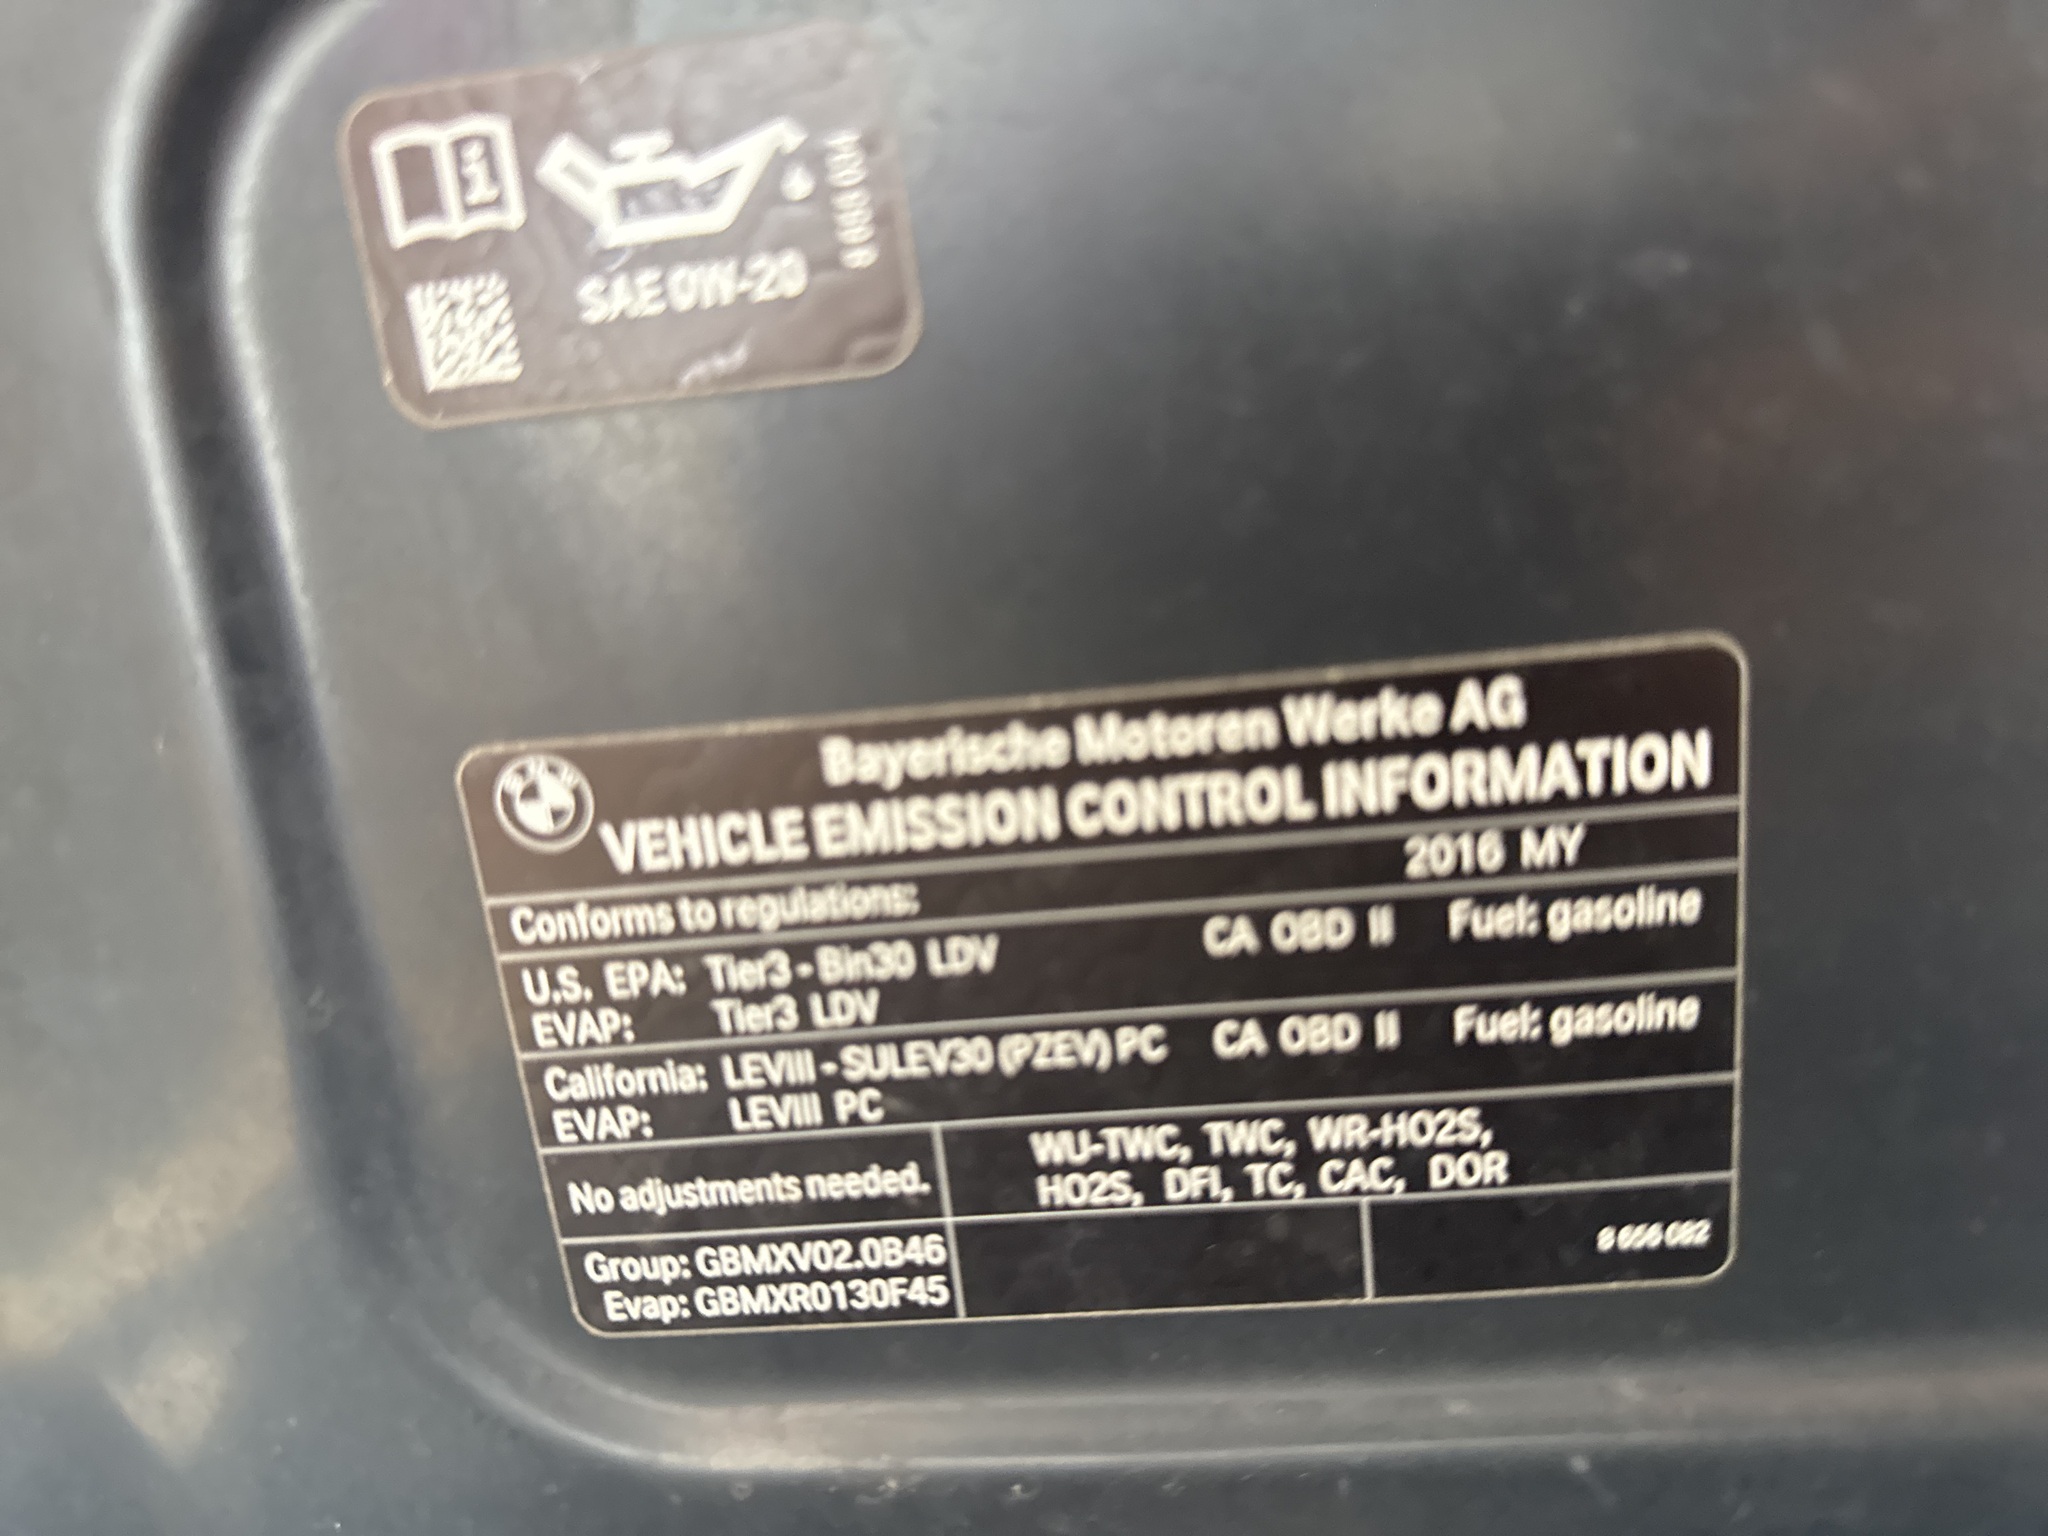 i
SAE 0W-20
BMW
Bayerische Motoren Werke AG
VEHICLE EMISSION CONTROL INFORMATION
2016 MY
Conforms to regulations:
U.S. EPA: Tier3 - Bin30 LDV CA OBD II Fuel: gasoline
EVAP: Tier3 LDV
California: LEVIII - SULEV30 (PZEV) PC CA OBD II Fuel: gasoline
EVAP: LEVIII PC
No adjustments needed.
WU-TWC, TWC, WR-HO2S,
HO2S, DFI, TC, CAC, DOR
Group: GBMXV02.0B46
Evap: GBMXR0130F45